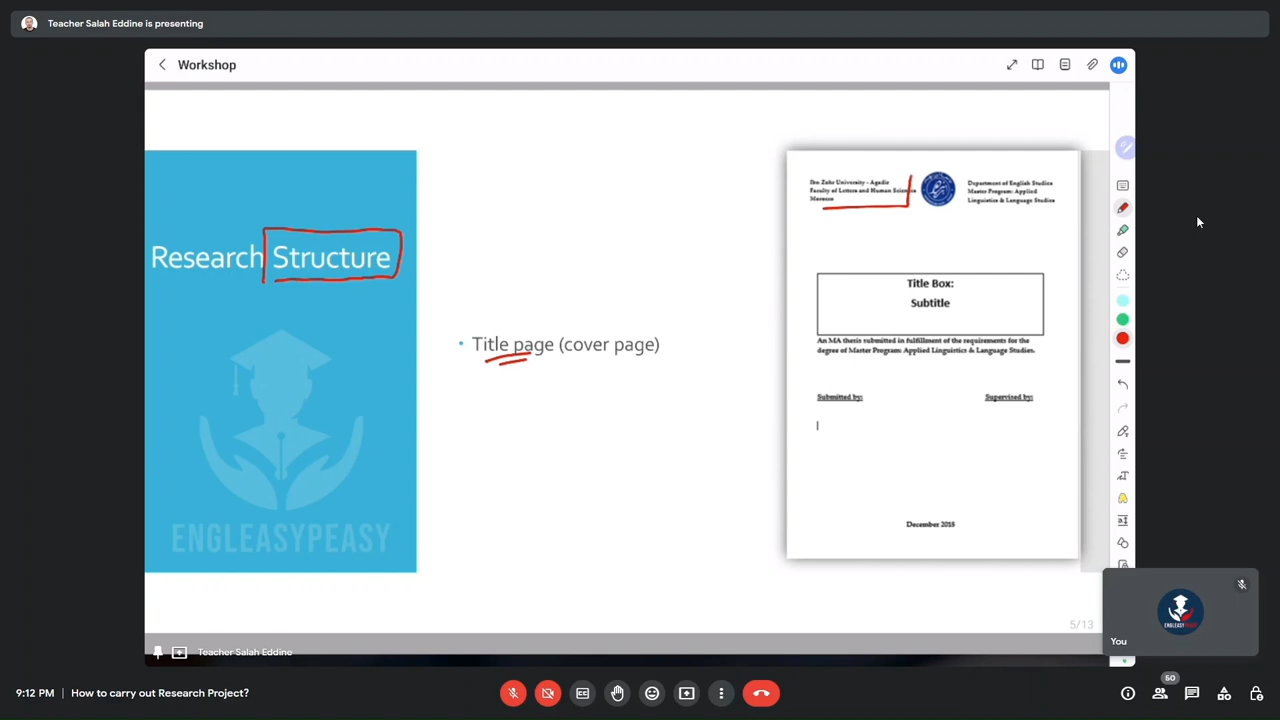 Teacher Salah Eddine is presenting
Workshop
Research Structure
ENGLEASYPEASY
• Title page (cover page)
Ibn Zohr University - Agadir
Faculty of Letters and Human Sciences
Morocco
Department of English Studies
Master Program: Applied
Linguistics & Language Studies
Title Box:
Subtitle
An MA thesis submitted in fulfillment of the requirements for the
degree of Master Program: Applied Linguistics & Language Studies.
Submitted by:
Supervised by:
December 2018
5/13
Teacher Salah Eddine
ENGLEASYPEASY
You
9:12 PM | How to carry out Research Project?
50